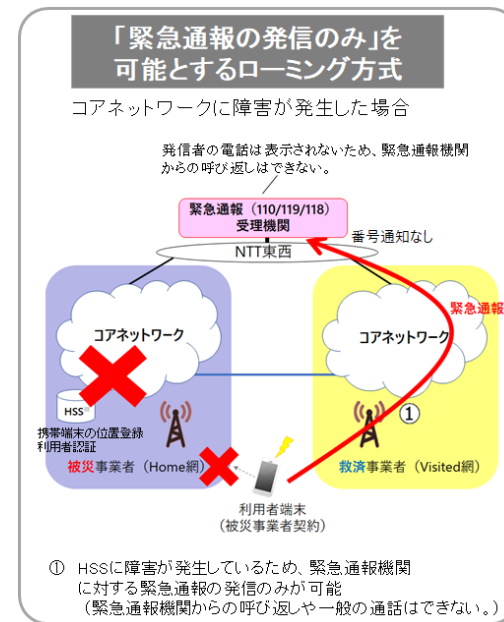 「緊急通報の発信のみ」を
可能とするローミング方式
コアネットワークに障害が発生した場合
発信者の電話は表示されないため、緊急通報機関
からの呼び返しはできない。
緊急通報（110/119/118）
受理機関
番号通知なし
NTT東西
緊急通報
コアネットワーク
コアネットワーク
HSS
①
携帯端末の位置登録
利用者認証
被災事業者（Home網）
救済事業者（Visited網）
利用者端末
（被災事業者契約）
① HSSに障害が発生しているため、緊急通報機関
に対する緊急通報の発信のみが可能
（緊急通報機関からの呼び返しや一般の通話はできない。）